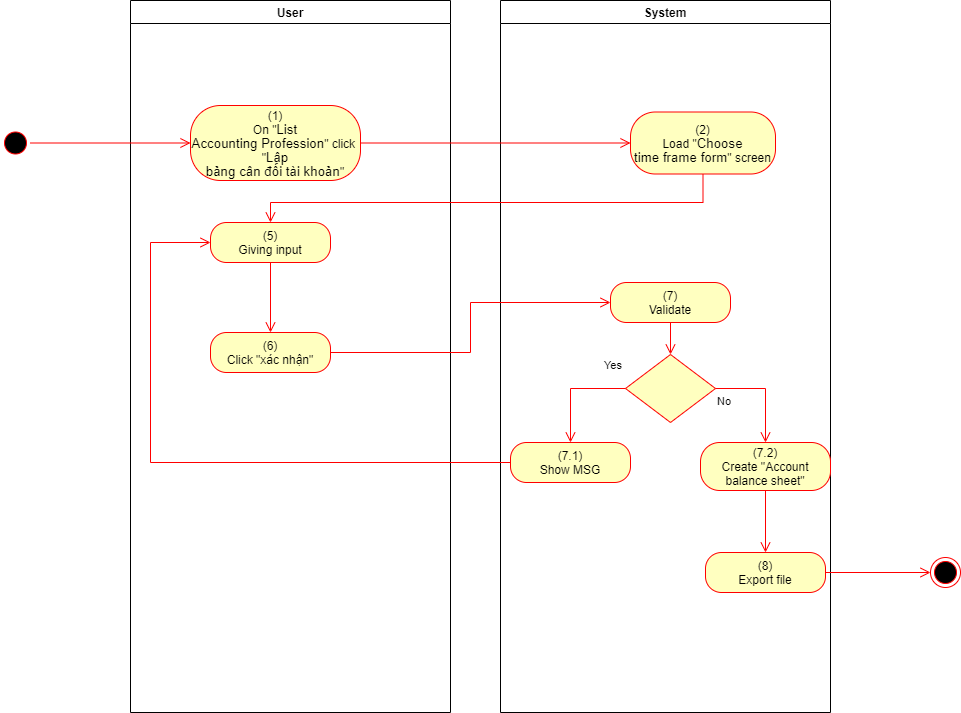 User
System
(1)
On "List
Accounting Profession" click
"Lập
bảng cân đối tài khoản"
(2)
Load "Choose
time frame form" screen
(5)
Giving input
(6)
Click "xác nhận"
(7)
Validate
Yes
No
(7.1)
Show MSG
(7.2)
Create "Account
balance sheet"
(8)
Export file